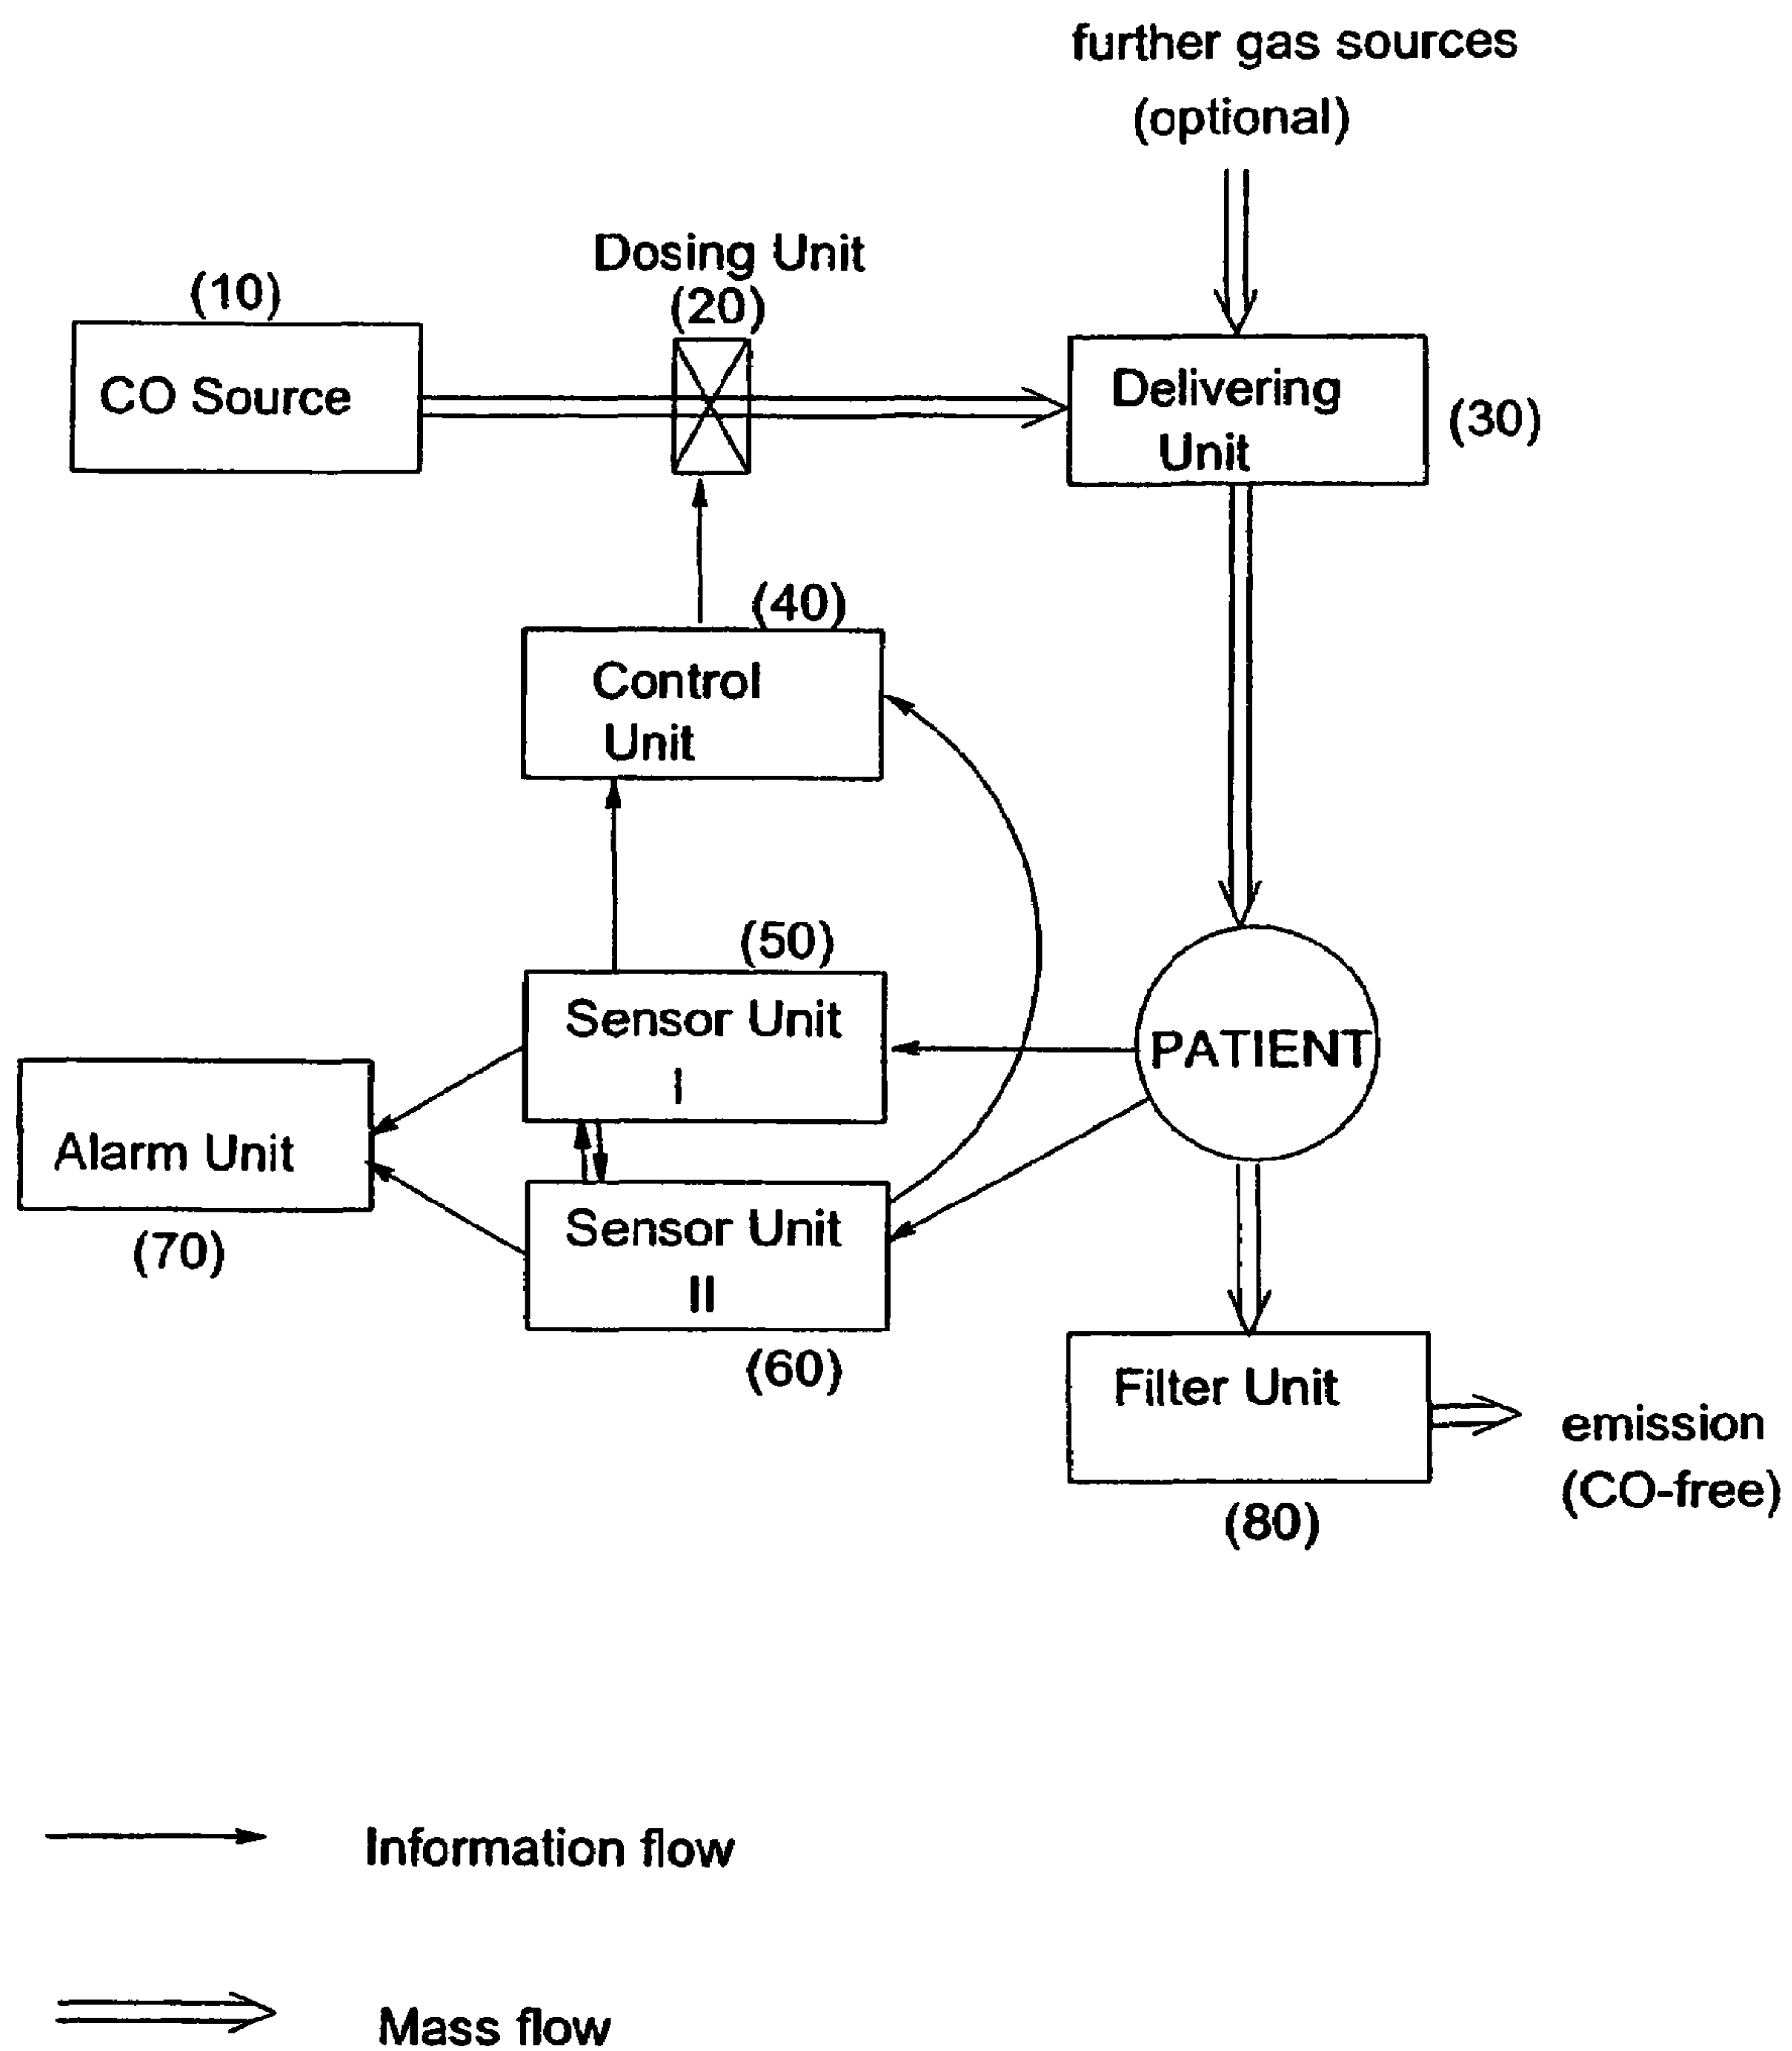 further gas sources
(optional)
Dosing Unit
(20)
(10)
CO Source
Delivering
Unit
(30)
(40)
Control
Unit
(50)
Sensor Unit
I
PATIENT
Alarm Unit
(70)
Sensor Unit
II
(60)
Filter Unit
(80)
emission
(CO-free)
Information flow
Mass flow